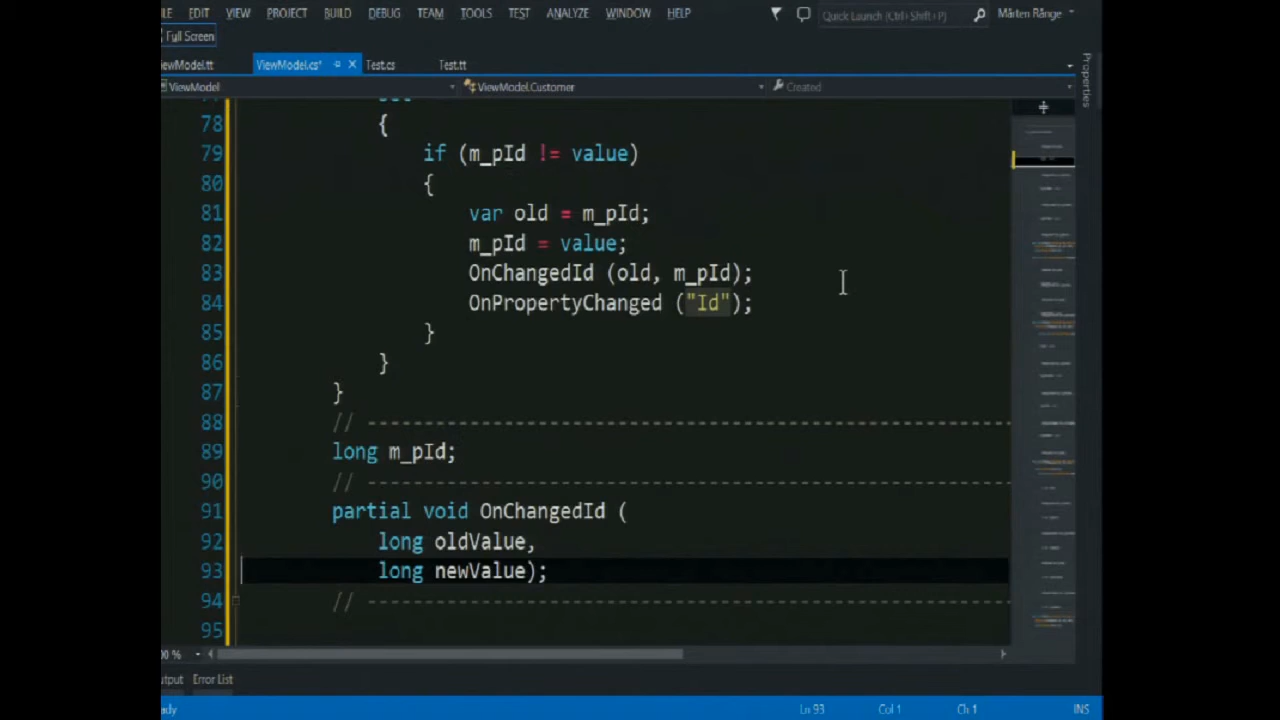 EDIT VIEW PROJECT BUILD DEBUG TEAM TOOLS TEST ANALYZE WINDOW HELP Quick Launch (Ctrl+Shift+P) Mårten Rånge
Full Screen
ViewModel.cs* Test.cs Test.tt
ViewModel ViewModel.Customer Created
Properties
78 {
79 if (m_pId != value)
80 {
81 var old = m_pId;
82 m_pId = value;
83 OnChangedId (old, m_pId);
84 OnPropertyChanged ("Id");
85 }
86 }
87 }
88 // --------------------------------------------------------
89 long m_pId;
90 // --------------------------------------------------------
91 partial void OnChangedId (
92 long oldValue,
93 long newValue);
94 // --------------------------------------------------------
95
Error List
Ln 93 Col 1 Ch 1 INS